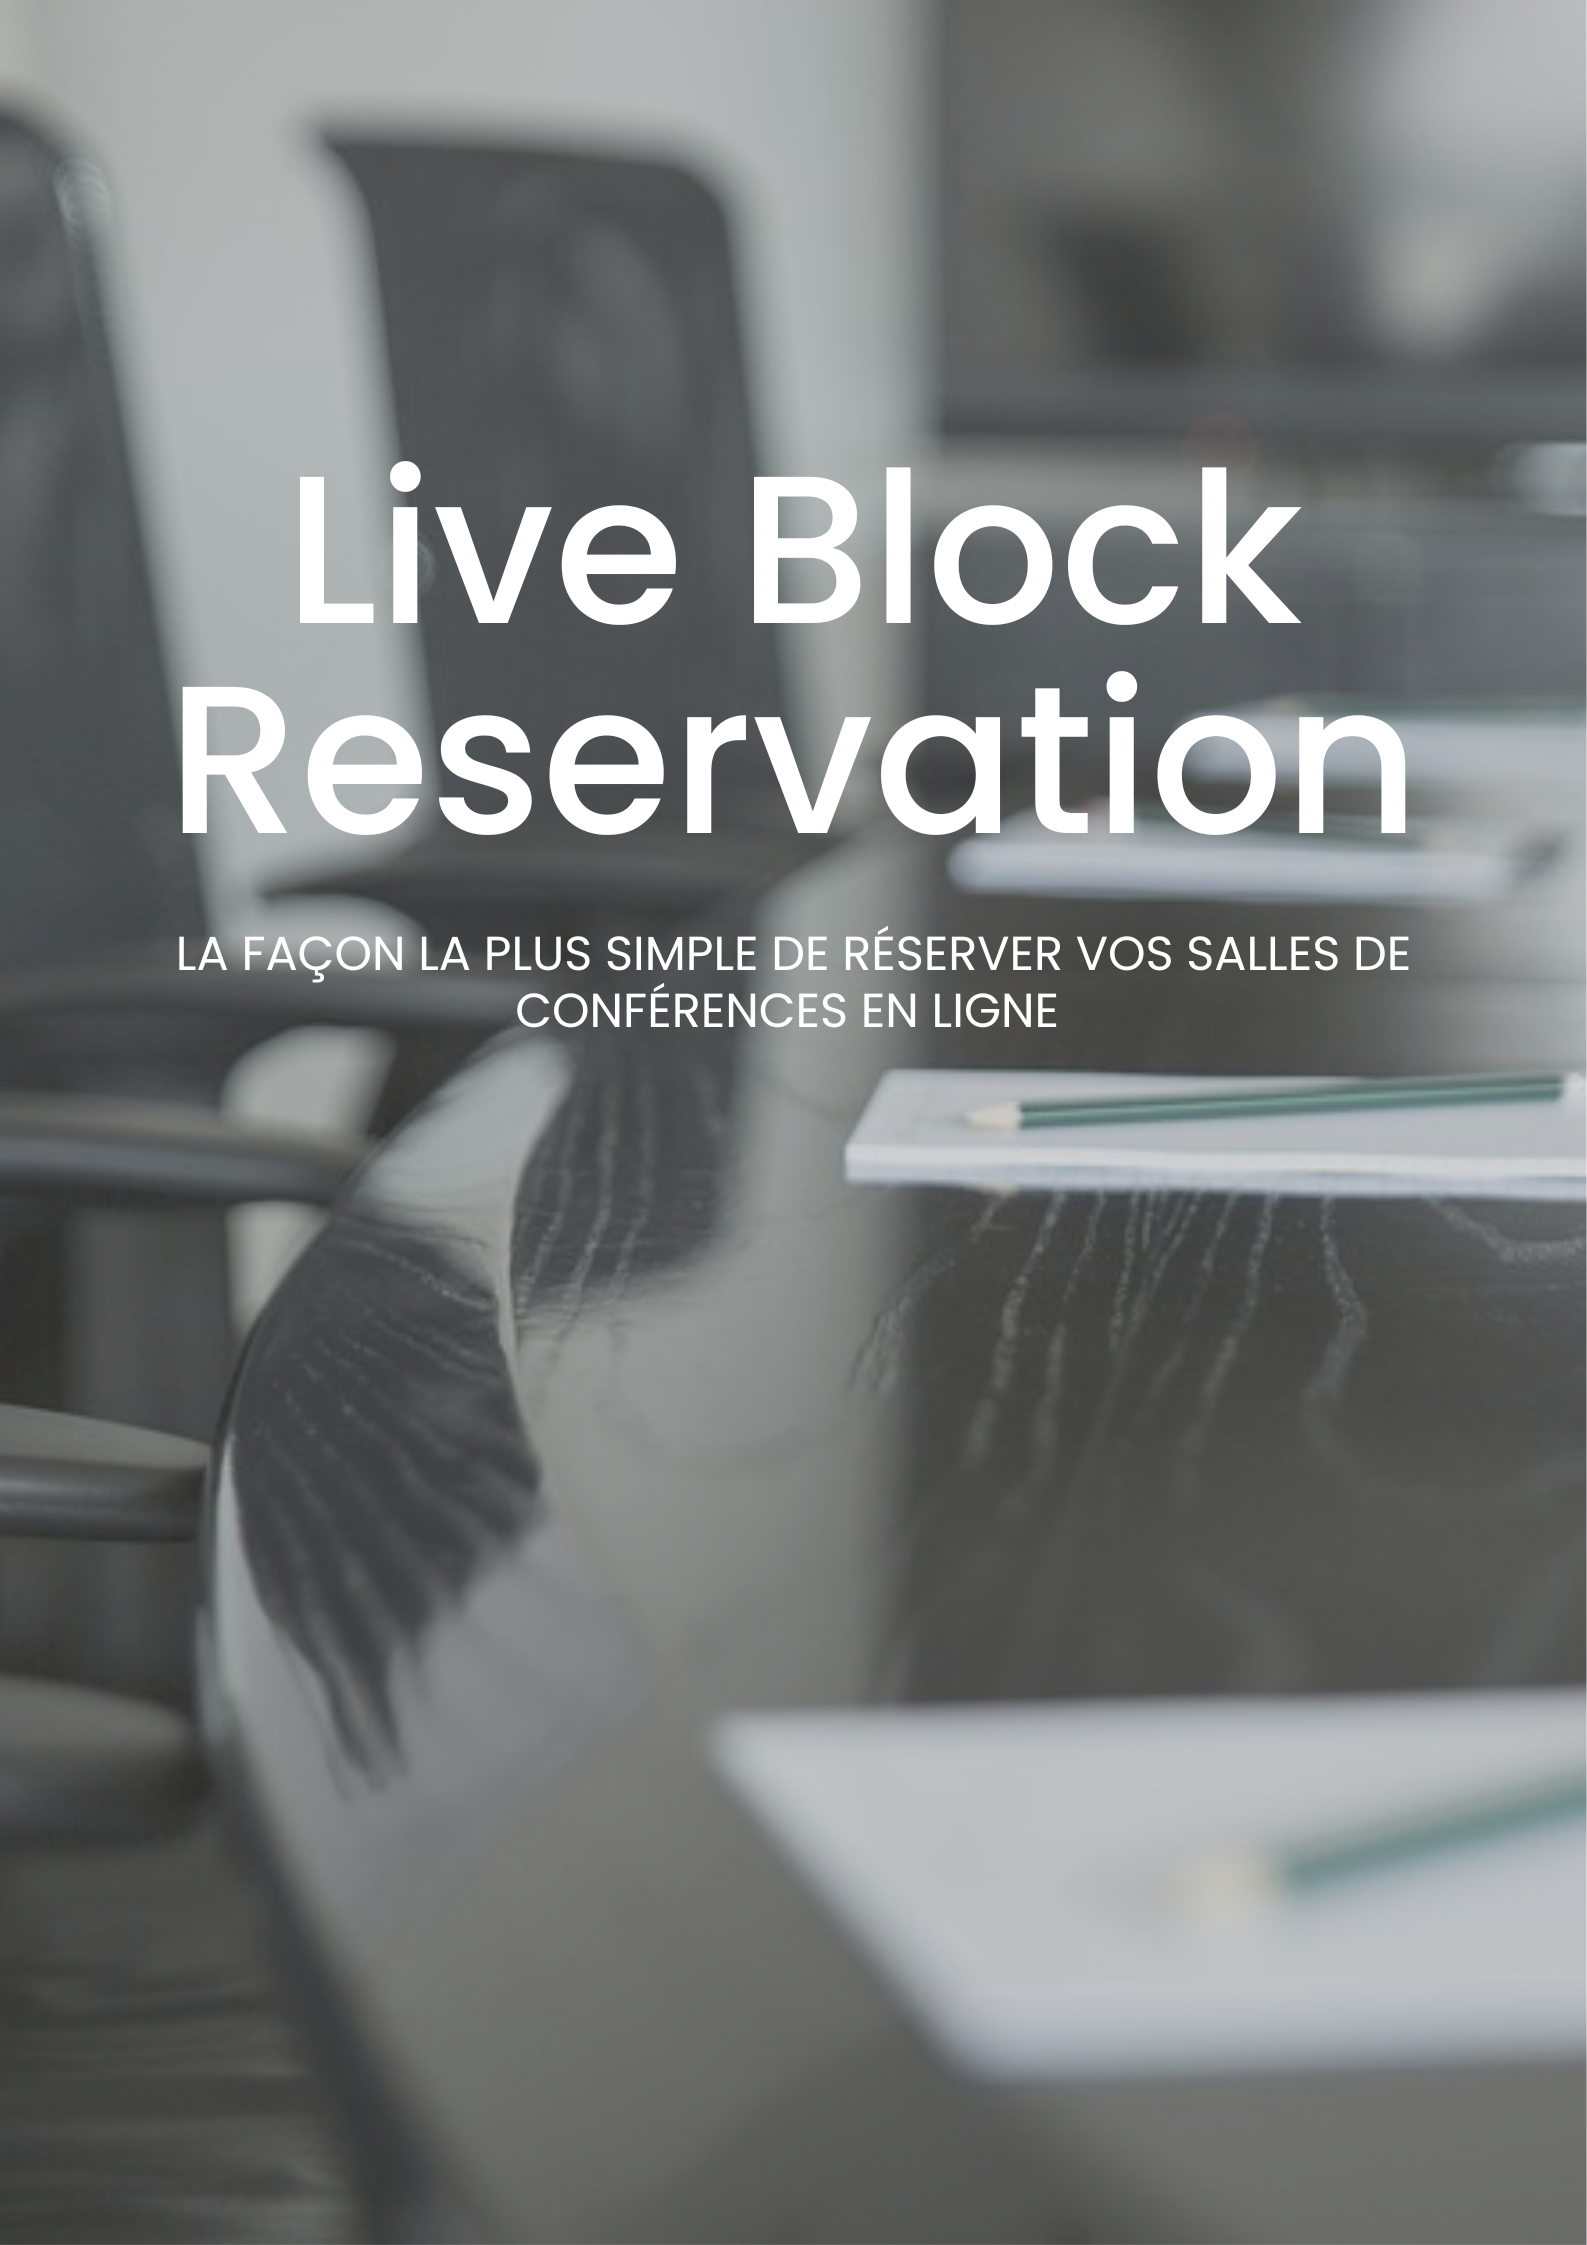 Live Block
Reservation
LA FAÇON LA PLUS SIMPLE DE RÉSERVER VOS SALLES DE
CONFÉRENCES EN LIGNE